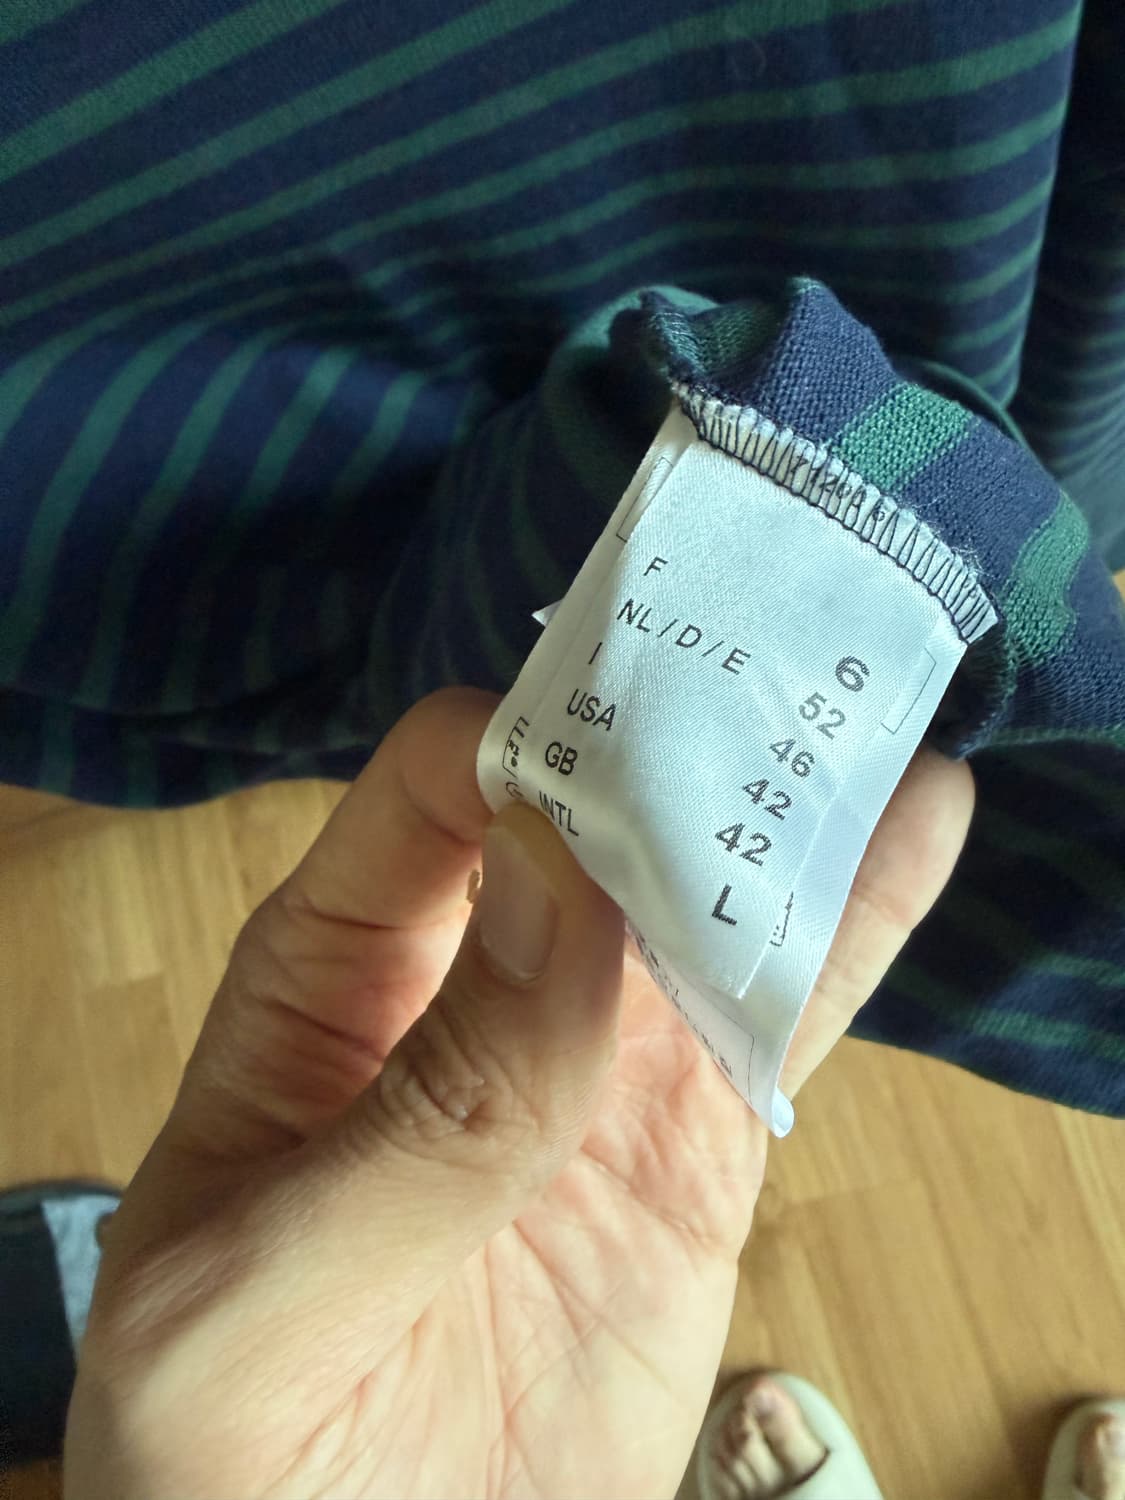 F 6
NL/D/E 52
I 46
USA 42
GB 42
INTL L